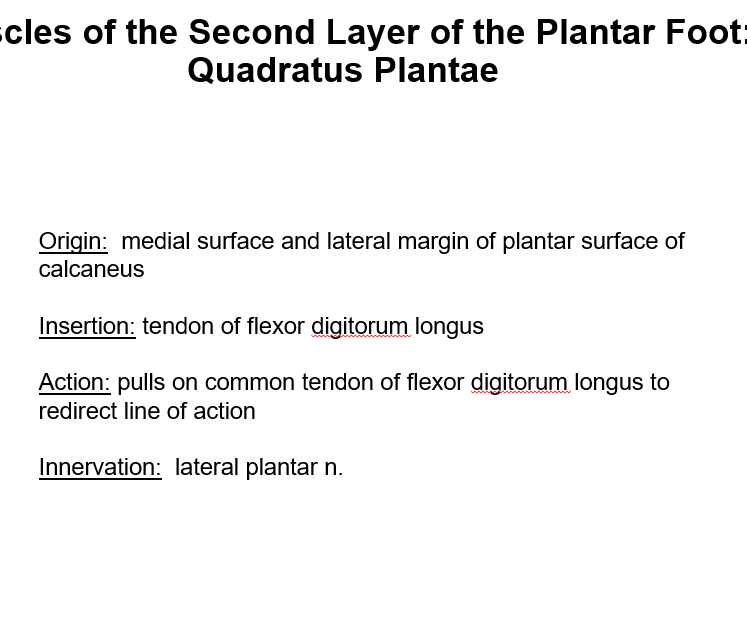 scles of the Second Layer of the Plantar Foot:
Quadratus Plantae
Origin:  medial surface and lateral margin of plantar surface of
calcaneus
Insertion: tendon of flexor digitorum longus
Action: pulls on common tendon of flexor digitorum longus to
redirect line of action
Innervation:  lateral plantar n.